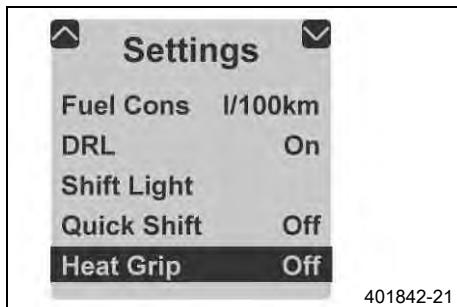 Settings
Fuel Cons l/100km
DRL On
Shift Light
Quick Shift Off
Heat Grip Off
401842-21